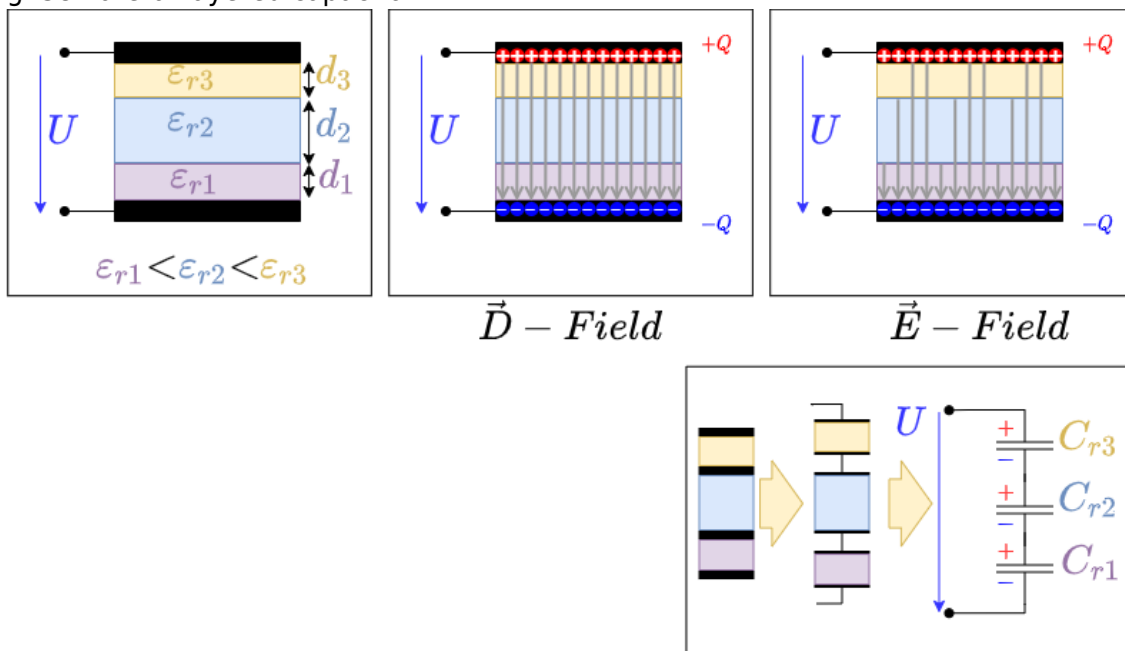 U
εr3
d3
εr2
d2
εr1
d1
εr1<εr2<εr3
U
+Q
−Q
U
+Q
−Q
D⃗ − Field
E⃗ − Field
U
+
−
Cr3
+
−
Cr2
+
−
Cr1